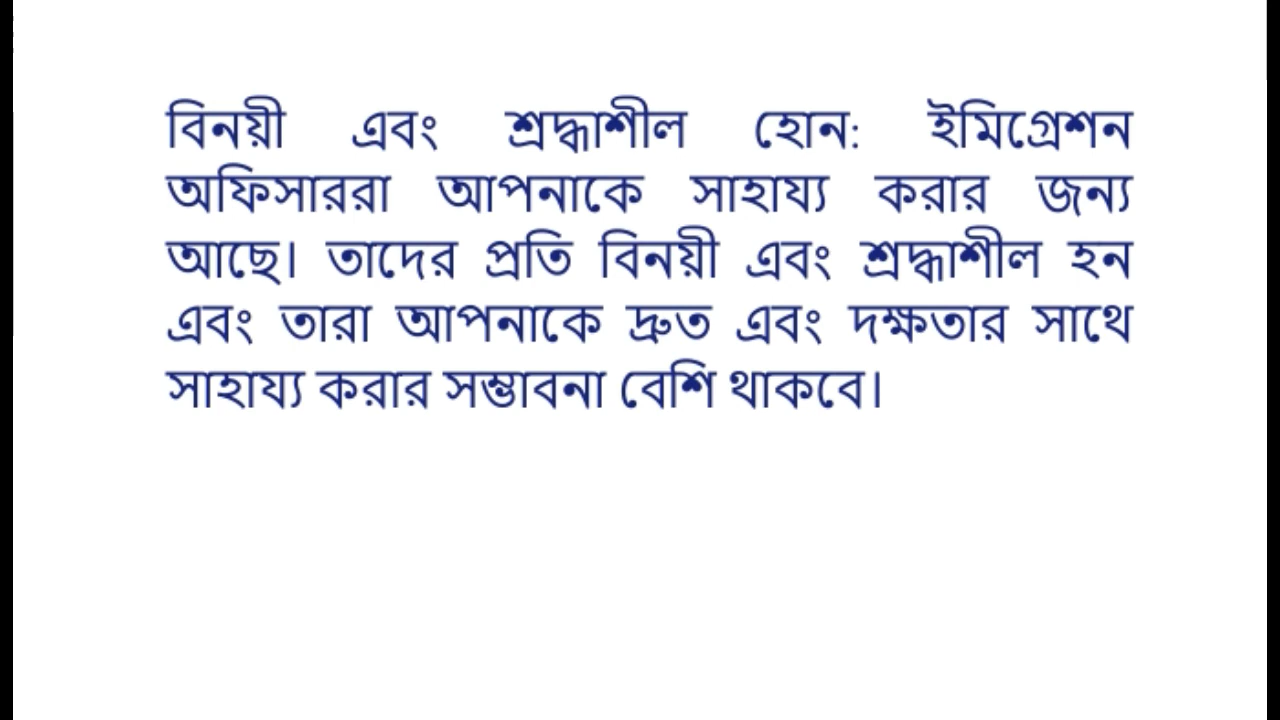 বিনয়ী এবং শ্রদ্ধাশীল হোন: ইমিগ্রেশন
অফিসাররা আপনাকে সাহায্য করার জন্য
আছে। তাদের প্রতি বিনয়ী এবং শ্রদ্ধাশীল হন
এবং তারা আপনাকে দ্রুত এবং দক্ষতার সাথে
সাহায্য করার সম্ভাবনা বেশি থাকবে।